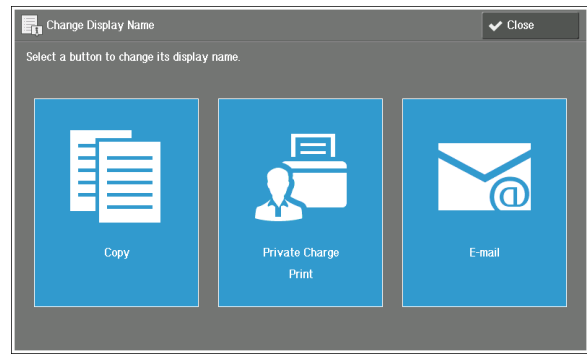 Change Display Name
Close
Select a button to change its display name.
Copy
Private Charge
Print
@
E-mail